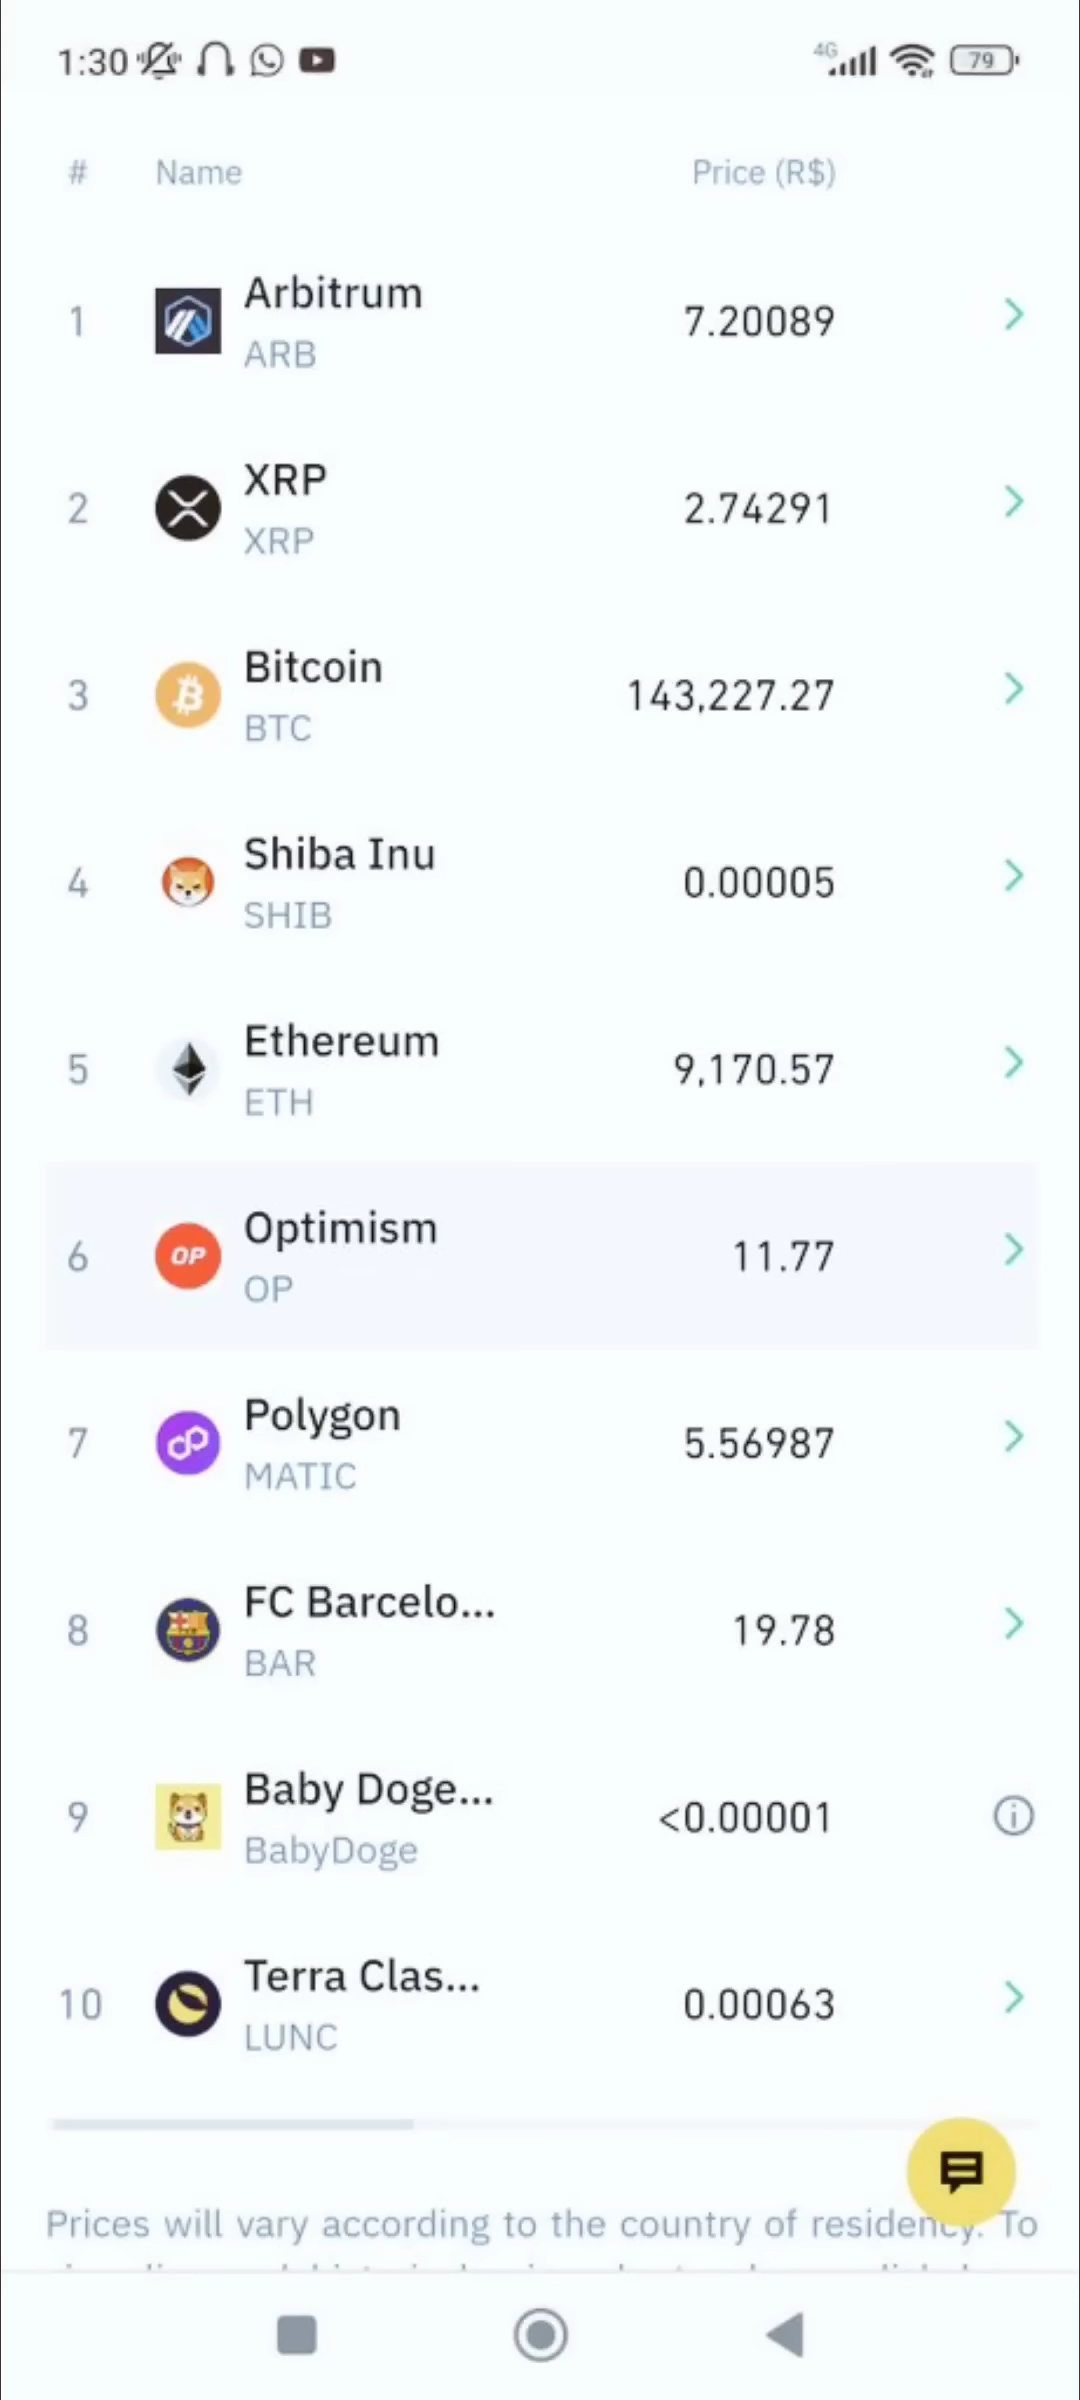 1:30 4G 79
# Name Price (R$)
1 Arbitrum ARB 7.20089
2 XRP XRP 2.74291
3 Bitcoin BTC 143,227.27
4 Shiba Inu SHIB 0.00005
5 Ethereum ETH 9,170.57
6 OP Optimism OP 11.77
7 Polygon MATIC 5.56987
8 FC Barcelo... BAR 19.78
9 Baby Doge... BabyDoge <0.00001
10 Terra Clas... LUNC 0.00063
Prices will vary according to the country of residency. To